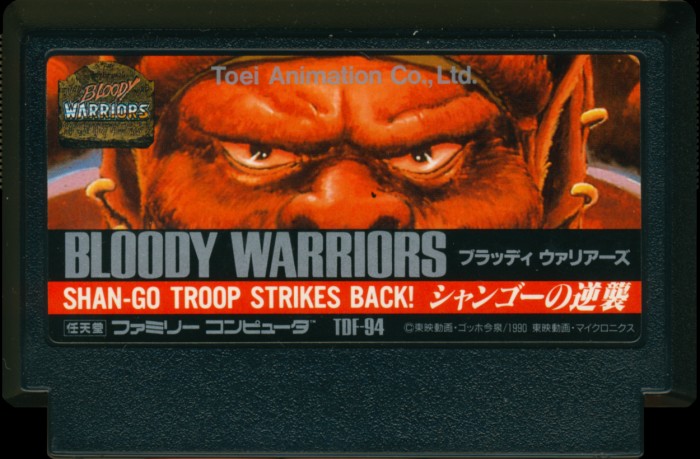 Toei Animation Co., Ltd.
BLOODY
WARRIORS
BLOODY WARRIORS ブラッディ ウァリアーズ
SHAN-GO TROOP STRIKES BACK! シャンゴーの逆襲
任天堂 ファミリー コンピュータ™ TDF-94 ©東映動画・ゴッホ今泉/1990 東映動画・マイクロニクス